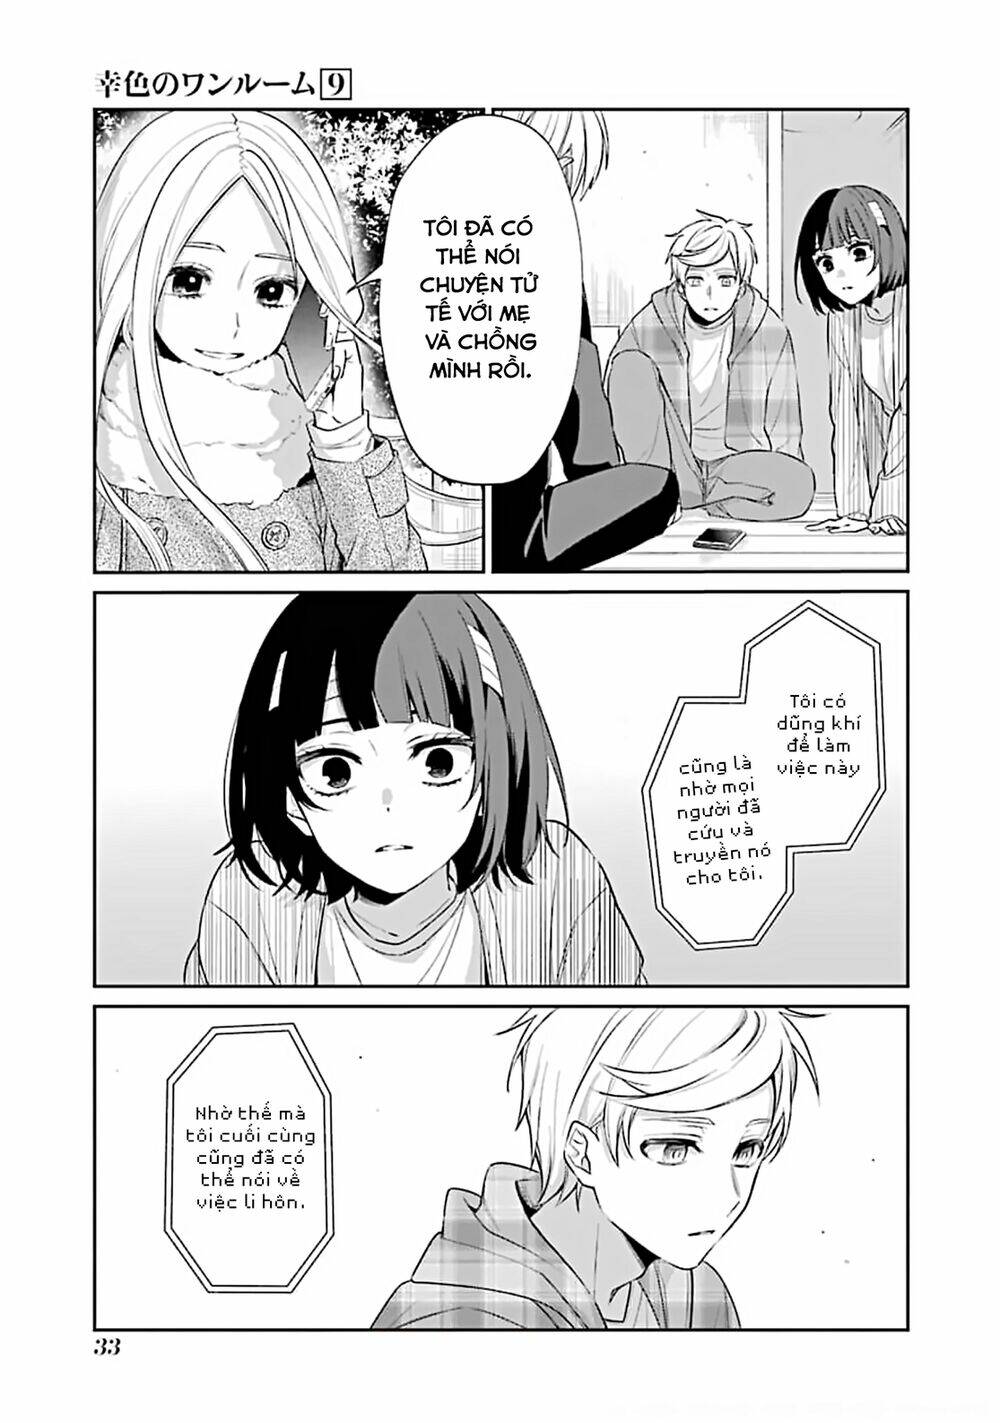 幸色のワンルーム 9
TÔI ĐÃ CÓ
THỂ NÓI
CHUYỆN TỬ
TẾ VỚI MẸ
VÀ CHỒNG
MÌNH RỒI.
Tôi có
dũng khí
để làm
việc này
cũng là
nhờ mọi
người đã
cứu và
truyền nó
cho tôi.
Nhờ thế mà
tôi cuối cùng
cũng đã có
thể nói về
việc li hôn.
33